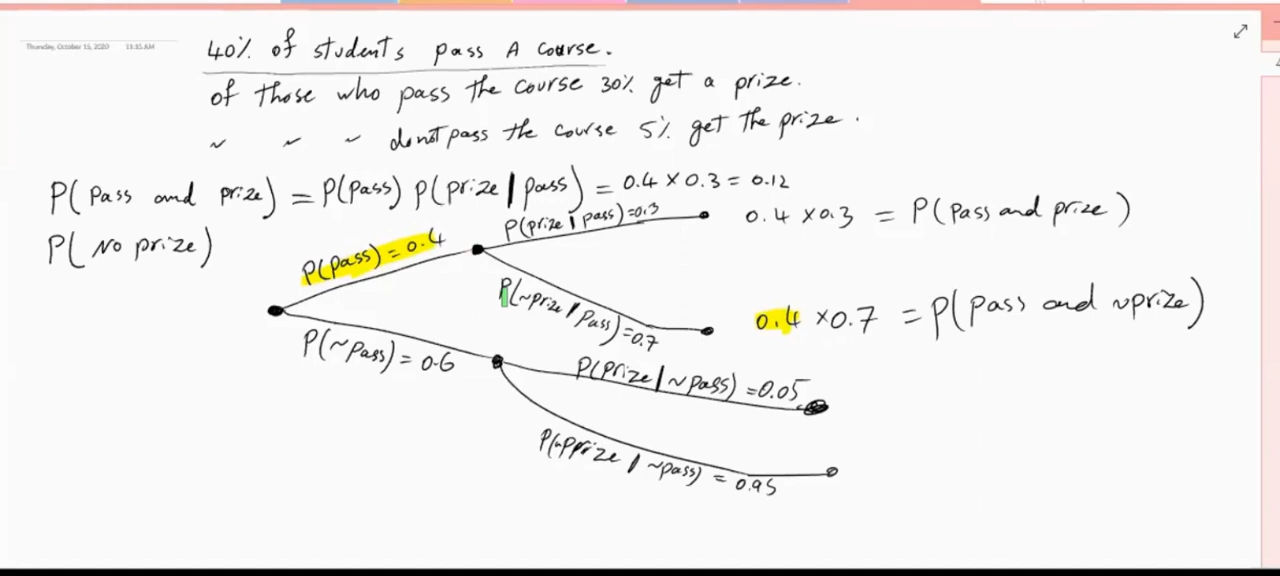 Thursday, October 15, 2020 11:35 AM
40% of students pass A course.
of those who pass the course 30% get a prize.
~ ~ ~ do not pass the course 5% get the prize.
P(pass and prize) = P(pass) P(prize | pass) = 0.4 × 0.3 = 0.12
P(prize | pass) = 0.3
0.4 × 0.3 = P(pass and prize)
P(No prize)
P(pass) = 0.4
P(~prize | pass) = 0.7
0.4 × 0.7 = P(pass and ~prize)
P(~pass) = 0.6
P(prize | ~pass) = 0.05
P(~prize | ~pass) = 0.95